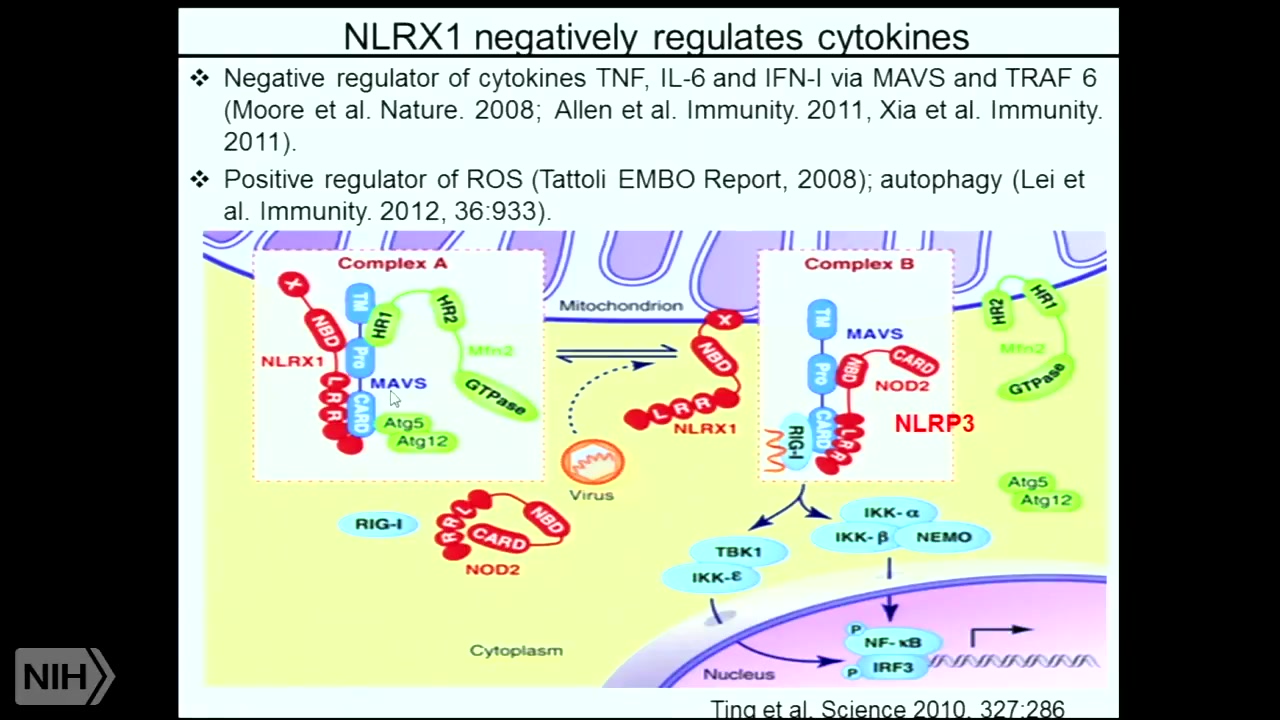 NLRX1 negatively regulates cytokines
❖ Negative regulator of cytokines TNF, IL-6 and IFN-I via MAVS and TRAF 6
(Moore et al. Nature. 2008; Allen et al. Immunity. 2011, Xia et al. Immunity.
2011).
❖ Positive regulator of ROS (Tattoli EMBO Report, 2008); autophagy (Lei et
al. Immunity. 2012, 36:933).
Complex A
X
NBD
NLRX1
LRR
TM
Pro
CARD
MAVS
HR1
HR2
Mfn2
GTPase
Atg5
Atg12
Mitochondrion
X
NBD
LRR
NLRX1
Virus
Complex B
TM
Pro
CARD
MAVS
NBD
CARD
NOD2
LRR
RIG-I
NLRP3
HR2
HR1
Mfn2
GTPase
Atg5
Atg12
RIG-I
LRR
CARD
NBD
NOD2
TBK1
IKK-ε
IKK-α
IKK-β
NEMO
Cytoplasm
Nucleus
P
NF-κB
P
IRF3
NIH
Ting et al. Science 2010, 327:286